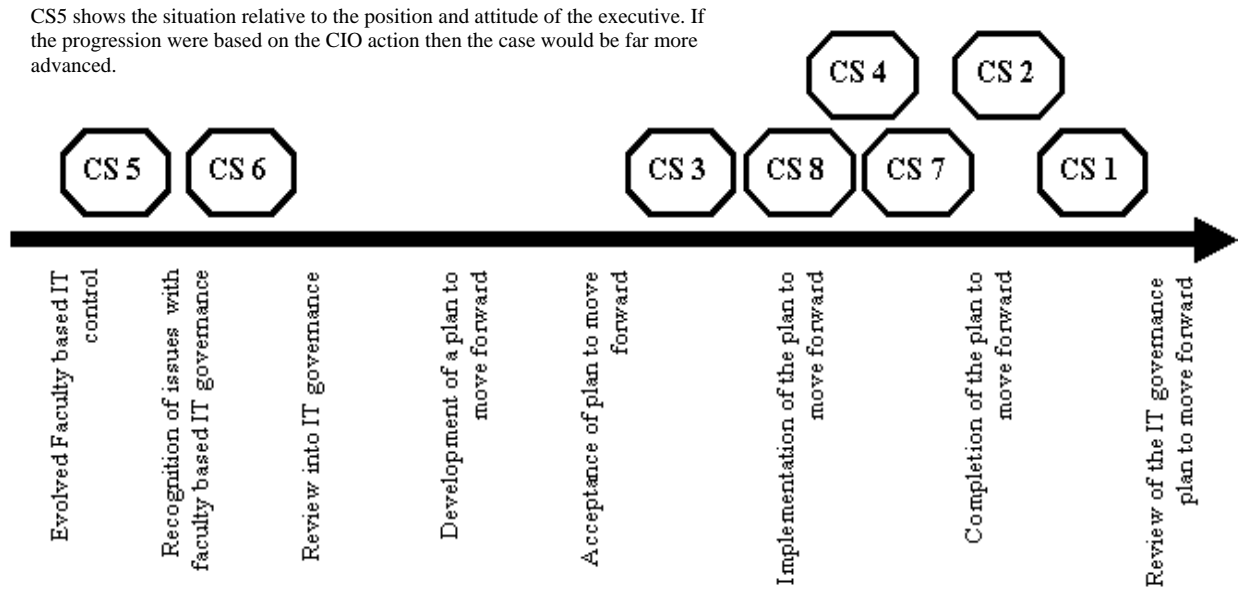 CS5 shows the situation relative to the position and attitude of the executive. If
the progression were based on the CIO action then the case would be far more
advanced.
CS 4
CS 2
CS 5
CS 6
CS 3
CS 8
CS 7
CS 1
Evolved Faculty based IT
control
Recognition of issues with
faculty based IT governance
Review into IT governance
Development of a plan to
move forward
Acceptance of plan to move
forward
Implementation of the plan to
move forward
Completion of the plan to
move forward
Review of the IT governance
plan to move forward